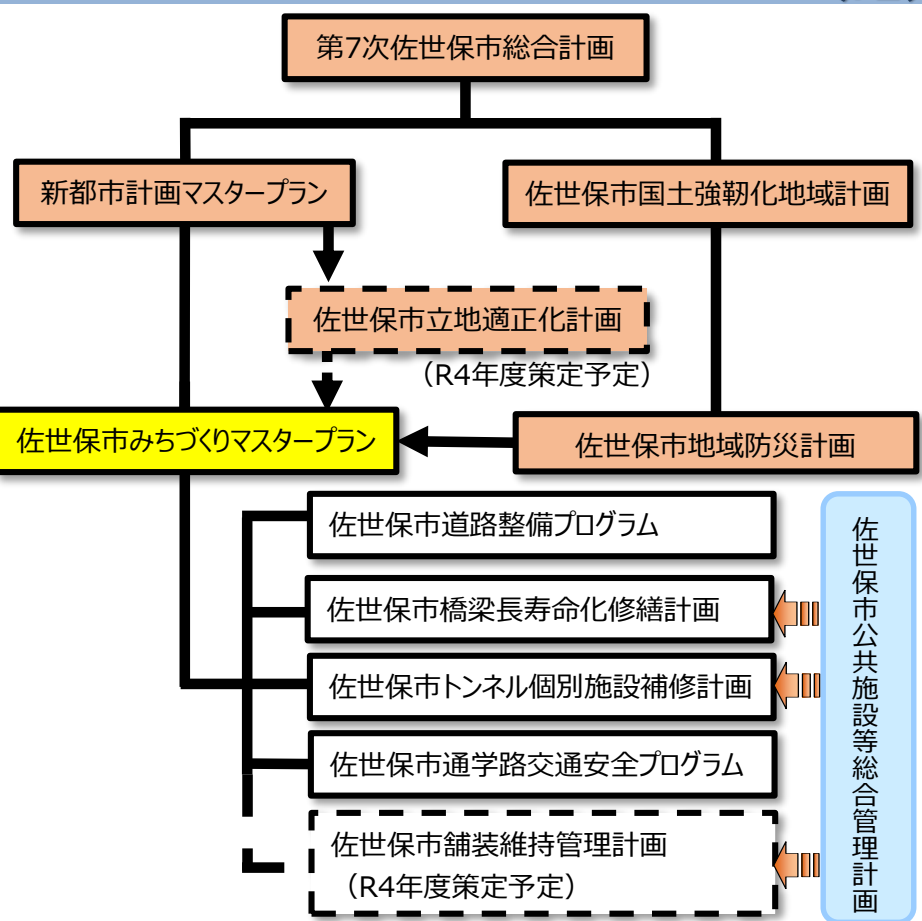 第7次佐世保市総合計画
新都市計画マスタープラン
佐世保市国土強靭化地域計画
佐世保市立地適正化計画
（R4年度策定予定）
佐世保市みちづくりマスタープラン
佐世保市地域防災計画
佐世保市道路整備プログラム
佐世保市橋梁長寿命化修繕計画
佐世保市トンネル個別施設補修計画
佐世保市通学路交通安全プログラム
佐世保市舗装維持管理計画
（R4年度策定予定）
佐世保市公共施設等総合管理計画